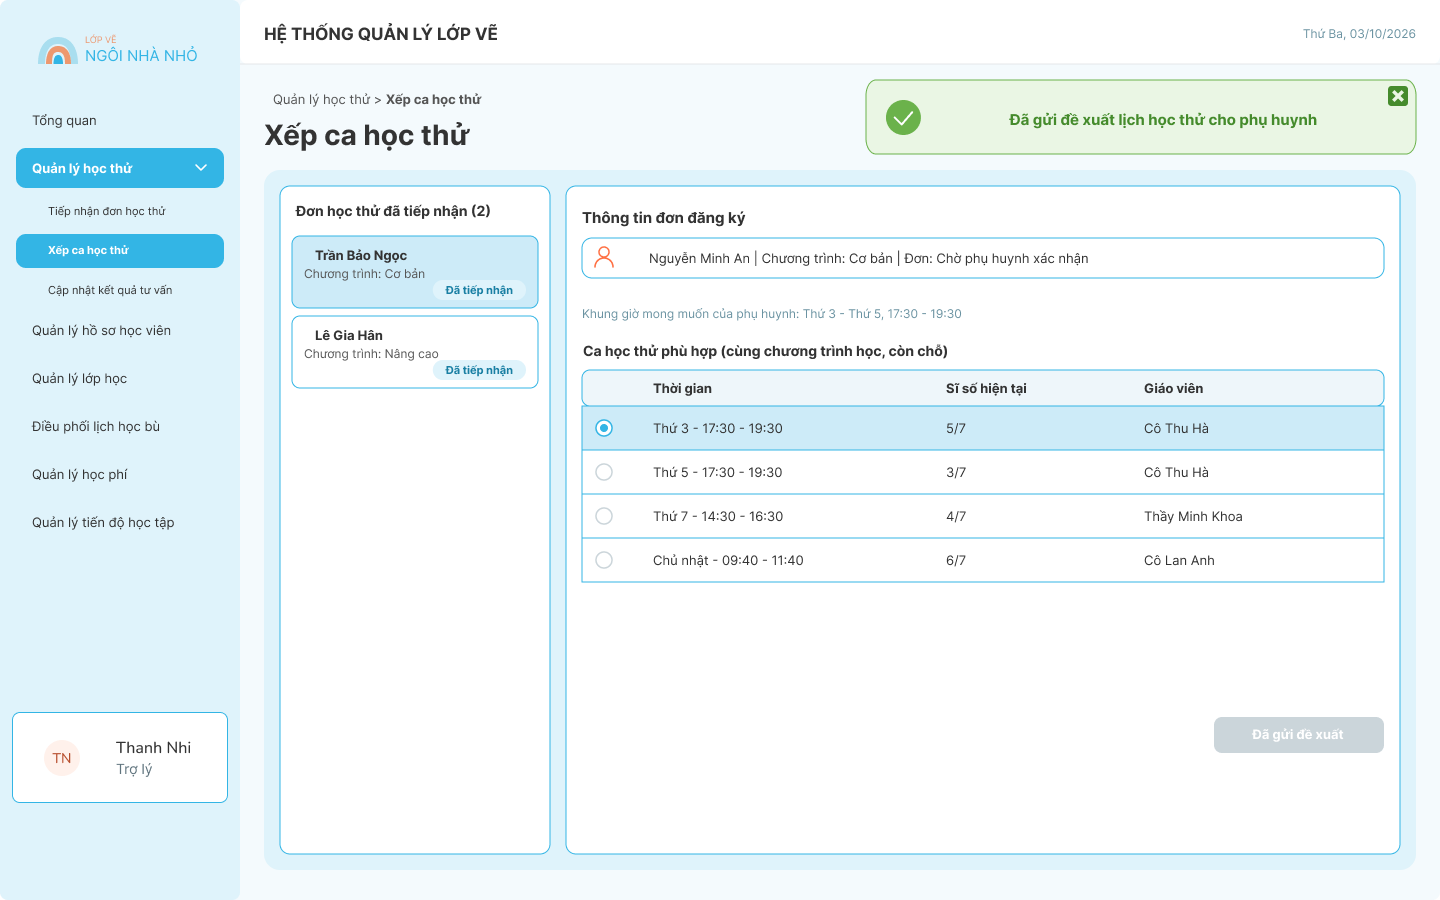 LỚP VẼ
NGÔI NHÀ NHỎ
Tổng quan
Quản lý học thử
Tiếp nhận đơn học thử
Xếp ca học thử
Cập nhật kết quả tư vấn
Quản lý hồ sơ học viên
Quản lý lớp học
Điều phối lịch học bù
Quản lý học phí
Quản lý tiến độ học tập
TN
Thanh Nhi
Trợ lý
HỆ THỐNG QUẢN LÝ LỚP VẼ
Thứ Ba, 03/10/2026
Quản lý học thử > Xếp ca học thử
Xếp ca học thử
Đã gửi đề xuất lịch học thử cho phụ huynh
Đơn học thử đã tiếp nhận (2)
Trần Bảo Ngọc
Chương trình: Cơ bản
Đã tiếp nhận
Lê Gia Hân
Chương trình: Nâng cao
Đã tiếp nhận
Thông tin đơn đăng ký
Nguyễn Minh An | Chương trình: Cơ bản | Đơn: Chờ phụ huynh xác nhận
Khung giờ mong muốn của phụ huynh: Thứ 3 - Thứ 5, 17:30 - 19:30
Ca học thử phù hợp (cùng chương trình học, còn chỗ)
Thời gian Sĩ số hiện tại Giáo viên
Thứ 3 - 17:30 - 19:30 5/7 Cô Thu Hà
Thứ 5 - 17:30 - 19:30 3/7 Cô Thu Hà
Thứ 7 - 14:30 - 16:30 4/7 Thầy Minh Khoa
Chủ nhật - 09:40 - 11:40 6/7 Cô Lan Anh
Đã gửi đề xuất